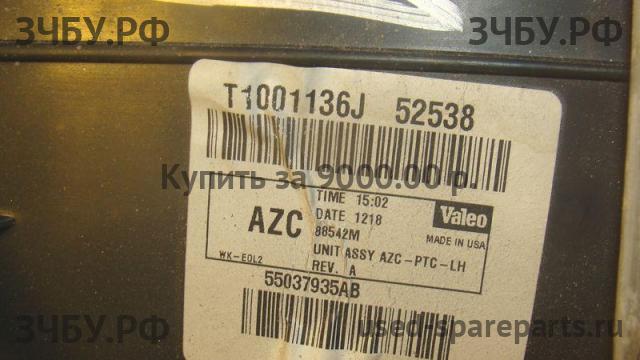 ЗЧБУ.РФ
ЗЧБУ.РФ
T1001136J 52538
Купить за 9000.00 р.
TIME 15:02
DATE 1218
AZC
88542M
Valeo
MADE IN USA
UNIT ASSY AZC-PTC-LH
WK-EOL2
REV. A
55037935AB
ЗЧБУ.РФ
used-spareparts.ru